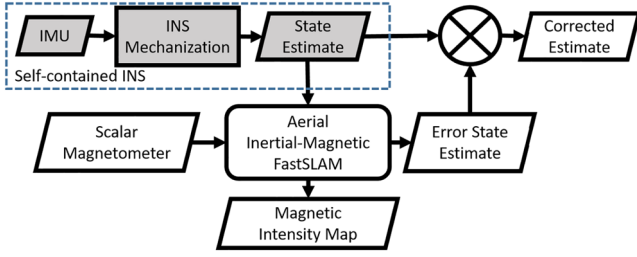 IMU
INS
Mechanization
State
Estimate
Corrected
Estimate
Self-contained INS
Scalar
Magnetometer
Aerial
Inertial-Magnetic
FastSLAM
Error State
Estimate
Magnetic
Intensity Map